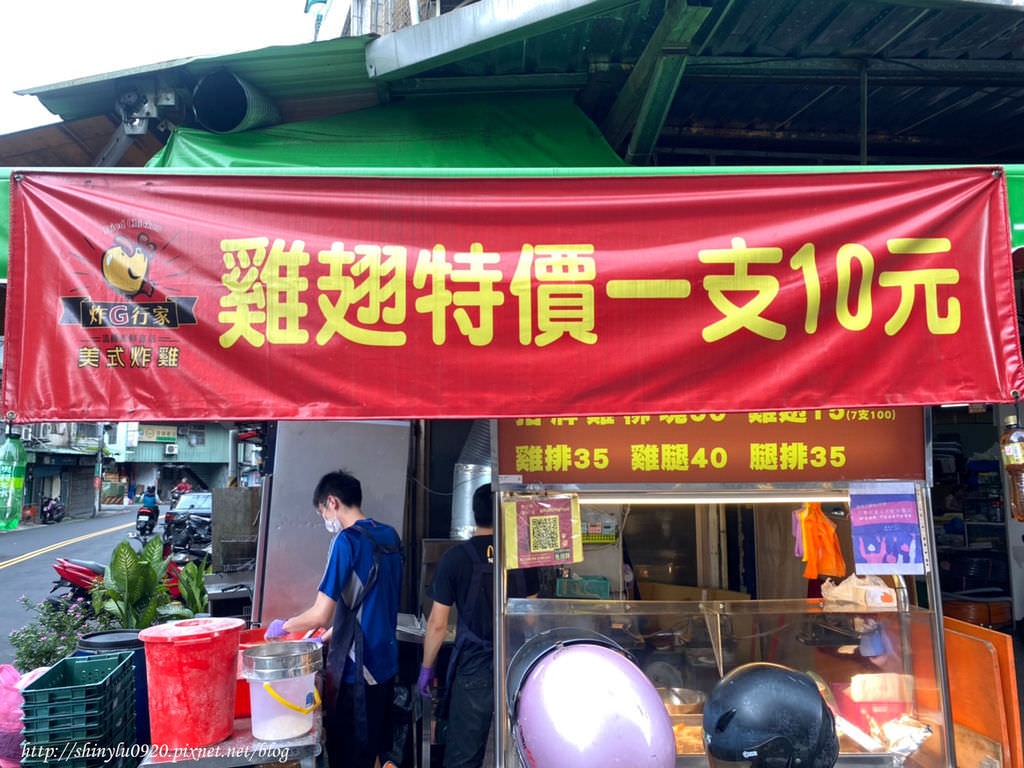 雞翅特價一支10元
炸G行家
美式炸雞
雞翅15(7支100)
雞排35 雞腿40 腿排35
http://shinylu0920.pixnet.net/blog